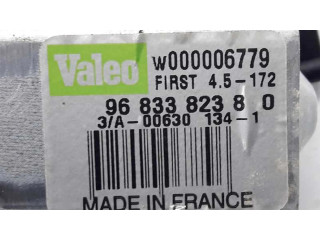 Valeo
W000006779
FIRST 4.5-172
96 833 823 8 0
3/A-00630 134-1
MADE IN FRANCE